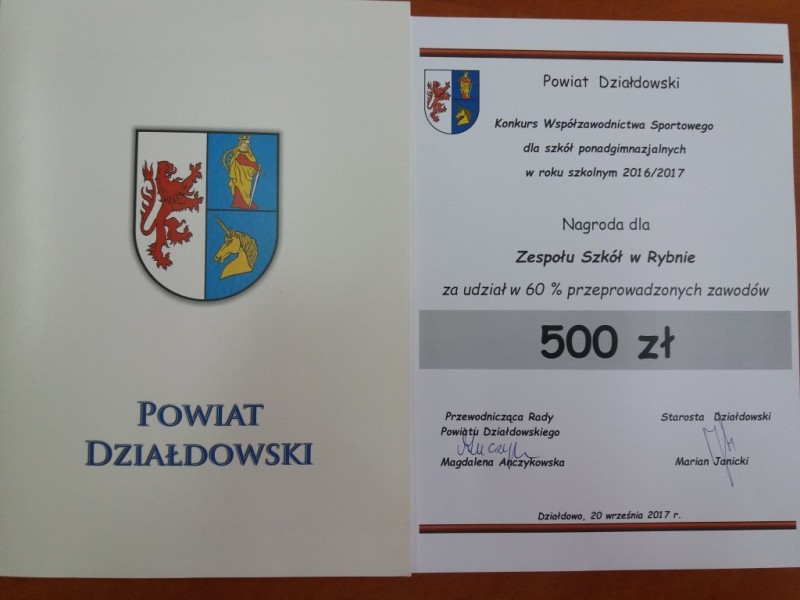 POWIAT
DZIAŁDOWSKI
Powiat Działdowski
Konkurs Współzawodnictwa Sportowego
dla szkół ponadgimnazjalnych
w roku szkolnym 2016/2017
Nagroda dla
Zespołu Szkół w Rybnie
za udział w 60 % przeprowadzonych zawodów
500 zł
Przewodnicząca Rady
Powiatu Działdowskiego
Magdalena Anczykowska
Starosta Działdowski
Marian Janicki
Działdowo, 20 września 2017 r.